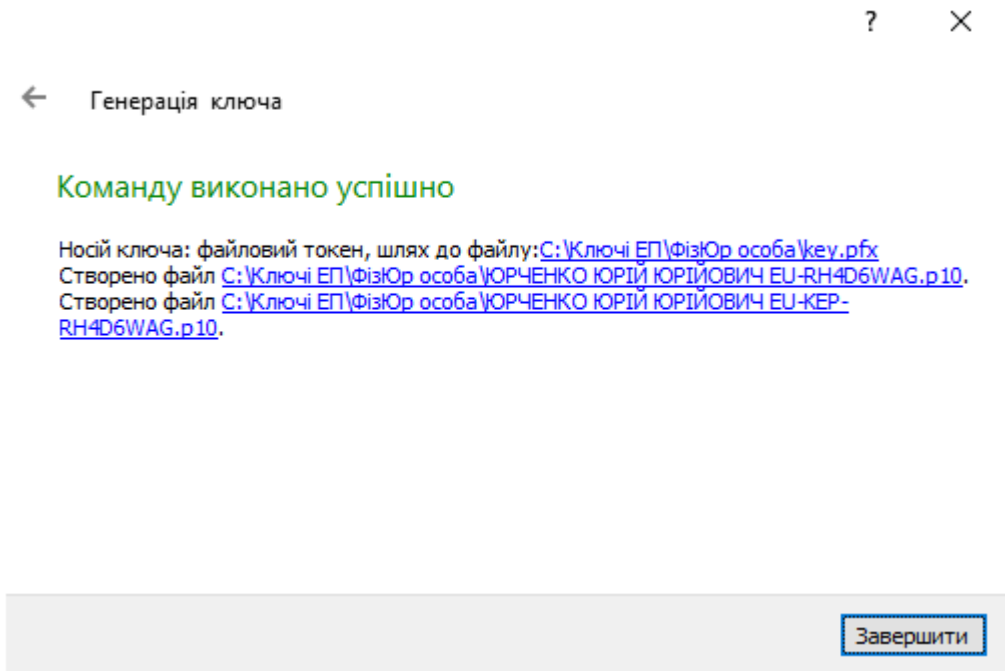 ?
Генерація ключа
Команду виконано успішно
Носій ключа: файловий токен, шлях до файлу:C:\Ключі ЕП\ФізЮр особа\key.pfx
Створено файл C:\Ключі ЕП\ФізЮр особа\ЮРЧЕНКО ЮРІЙ ЮРІЙОВИЧ EU-RH4D6WAG.p10.
Створено файл C:\Ключі ЕП\ФізЮр особа\ЮРЧЕНКО ЮРІЙ ЮРІЙОВИЧ EU-KEP-
RH4D6WAG.p10.
Завершити